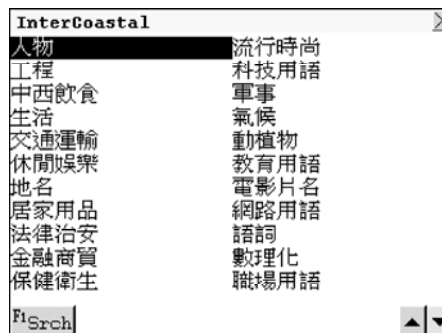 InterCoastal
人物 流行時尚
工程 科技用語
中西飲食 軍事
生活 氣候
交通運輸 動植物
休閒娛樂 教育用語
地名 電影片名
居家用品 網路用語
法律治安 語詞
金融商貿 數理化
保健衛生 職場用語
F1Srch